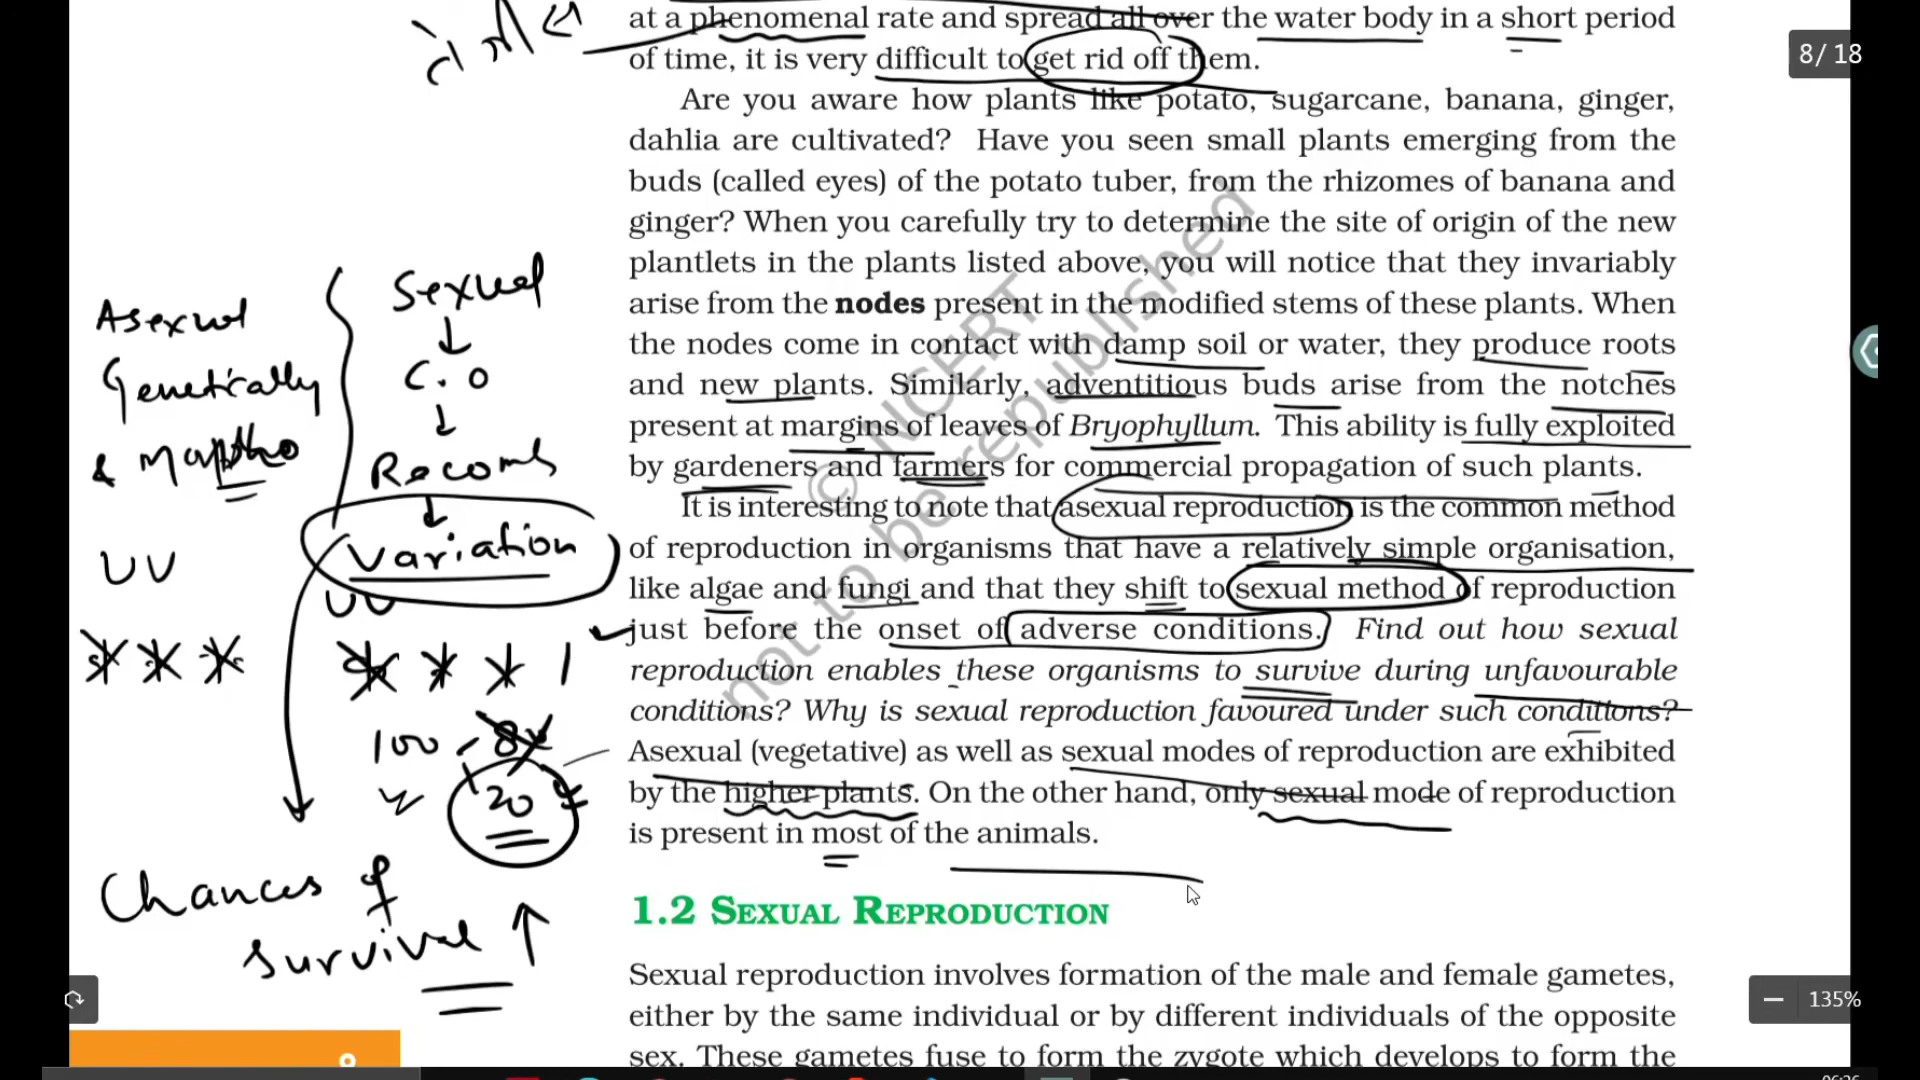 at a phenomenal rate and spread all over the water body in a short period
of time, it is very difficult to get rid off them.
8 / 18
Are you aware how plants like potato, sugarcane, banana, ginger,
dahlia are cultivated? Have you seen small plants emerging from the
buds (called eyes) of the potato tuber, from the rhizomes of banana and
ginger? When you carefully try to determine the site of origin of the new
plantlets in the plants listed above, you will notice that they invariably
arise from the nodes present in the modified stems of these plants. When
the nodes come in contact with damp soil or water, they produce roots
and new plants. Similarly, adventitious buds arise from the notches
present at margins of leaves of Bryophyllum. This ability is fully exploited
by gardeners and farmers for commercial propagation of such plants.
It is interesting to note that asexual reproduction is the common method
of reproduction in organisms that have a relatively simple organisation,
like algae and fungi and that they shift to sexual method of reproduction
just before the onset of adverse conditions. Find out how sexual
reproduction enables these organisms to survive during unfavourable
conditions? Why is sexual reproduction favoured under such conditions?
Asexual (vegetative) as well as sexual modes of reproduction are exhibited
by the higher plants. On the other hand, only sexual mode of reproduction
is present in most of the animals.
1.2 SEXUAL REPRODUCTION
Sexual reproduction involves formation of the male and female gametes,
either by the same individual or by different individuals of the opposite
sex. These gametes fuse to form the zygote which develops to form the
© NCERT
not to be republished
Asexual
Genetically
&
UV
Sexual
C.O
Recomb
Variation
UV
100 - 80
20
Chances of
survival ↑
135%